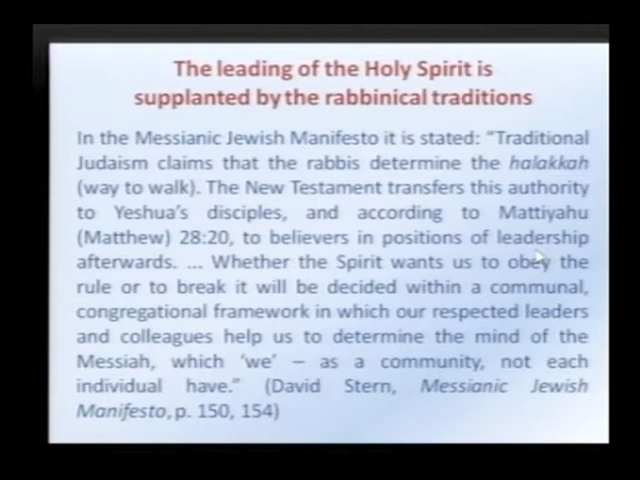 The leading of the Holy Spirit is
supplanted by the rabbinical traditions
In the Messianic Jewish Manifesto it is stated: “Traditional
Judaism claims that the rabbis determine the halakkah
(way to walk). The New Testament transfers this authority
to Yeshua’s disciples, and according to Mattiyahu
(Matthew) 28:20, to believers in positions of leadership
afterwards. ... Whether the Spirit wants us to obey the
rule or to break it will be decided within a communal,
congregational framework in which our respected leaders
and colleagues help us to determine the mind of the
Messiah, which ‘we’ – as a community, not each
individual have.” (David Stern, Messianic Jewish
Manifesto, p. 150, 154)